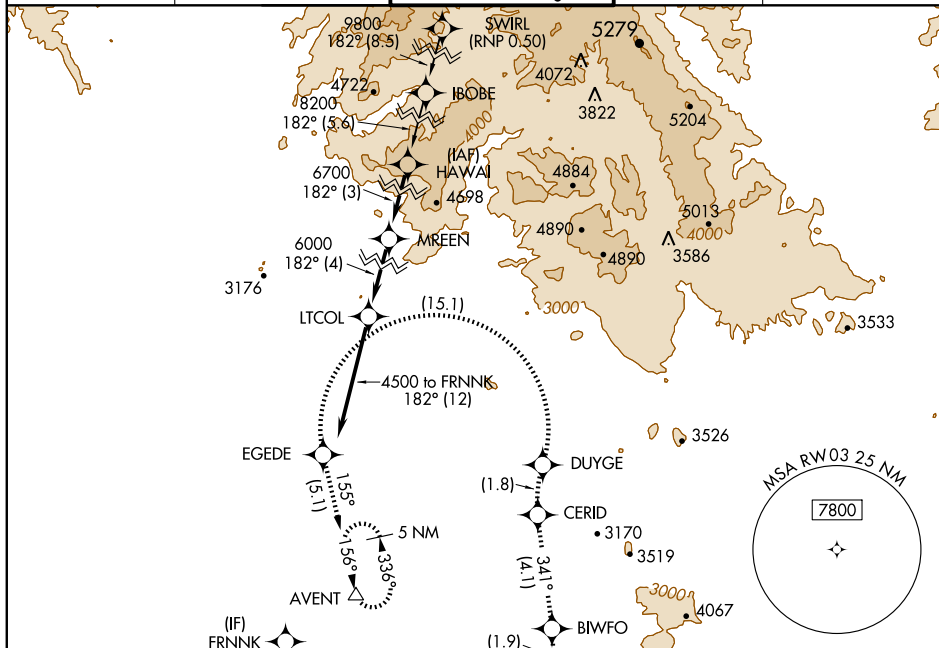 9800
182° (8.5)
SWIRL
(RNP 0.50)
5279
4072
4722
IBOBE
3822
8200
182° (5.6)
5204
4000
(IAF)
HAWAI
6700
182° (3)
4884
4698
5013
4890
4000
MREEN
6000
182° (4)
4890
3586
3176
3000
LTCOL
(15.1)
3533
4500 to FRNNK
182° (12)
3526
EGEDE
DUYGE
MSA RW 03 25 NM
155°
(5.1)
(1.8)
7800
CERID
5 NM
3170
3519
156°
336°
341°
(4.1)
AVENT
3000
4067
(IF)
FRNNK
BIWFO
(1.9)